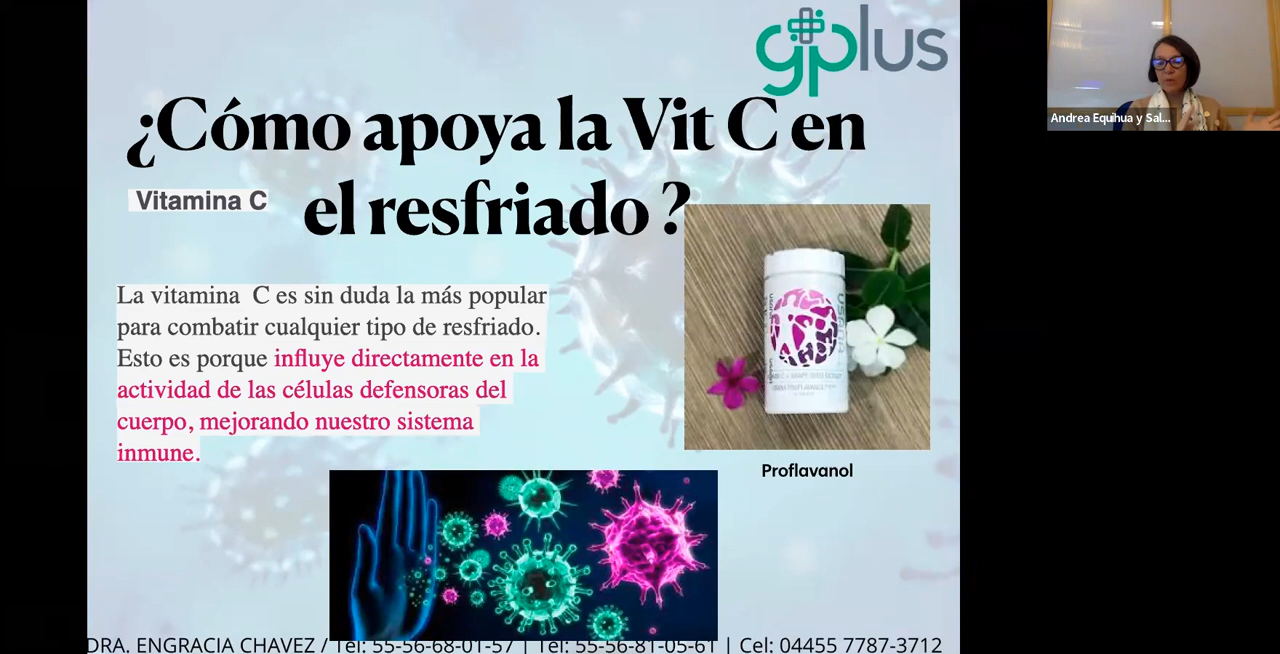 gplus
¿Cómo apoya la Vit C en
el resfriado ?
Vitamina C
La vitamina C es sin duda la más popular
para combatir cualquier tipo de resfriado.
Esto es porque influye directamente en la
actividad de las células defensoras del
cuerpo, mejorando nuestro sistema
inmune.
USANA
Proflavanol
DRA. ENGRACIA CHAVEZ / Tel: 55-56-68-01-57 | Tel: 55-56-81-05-61 | Cel: 04455 7787-3712
Andrea Equihua y Sal...